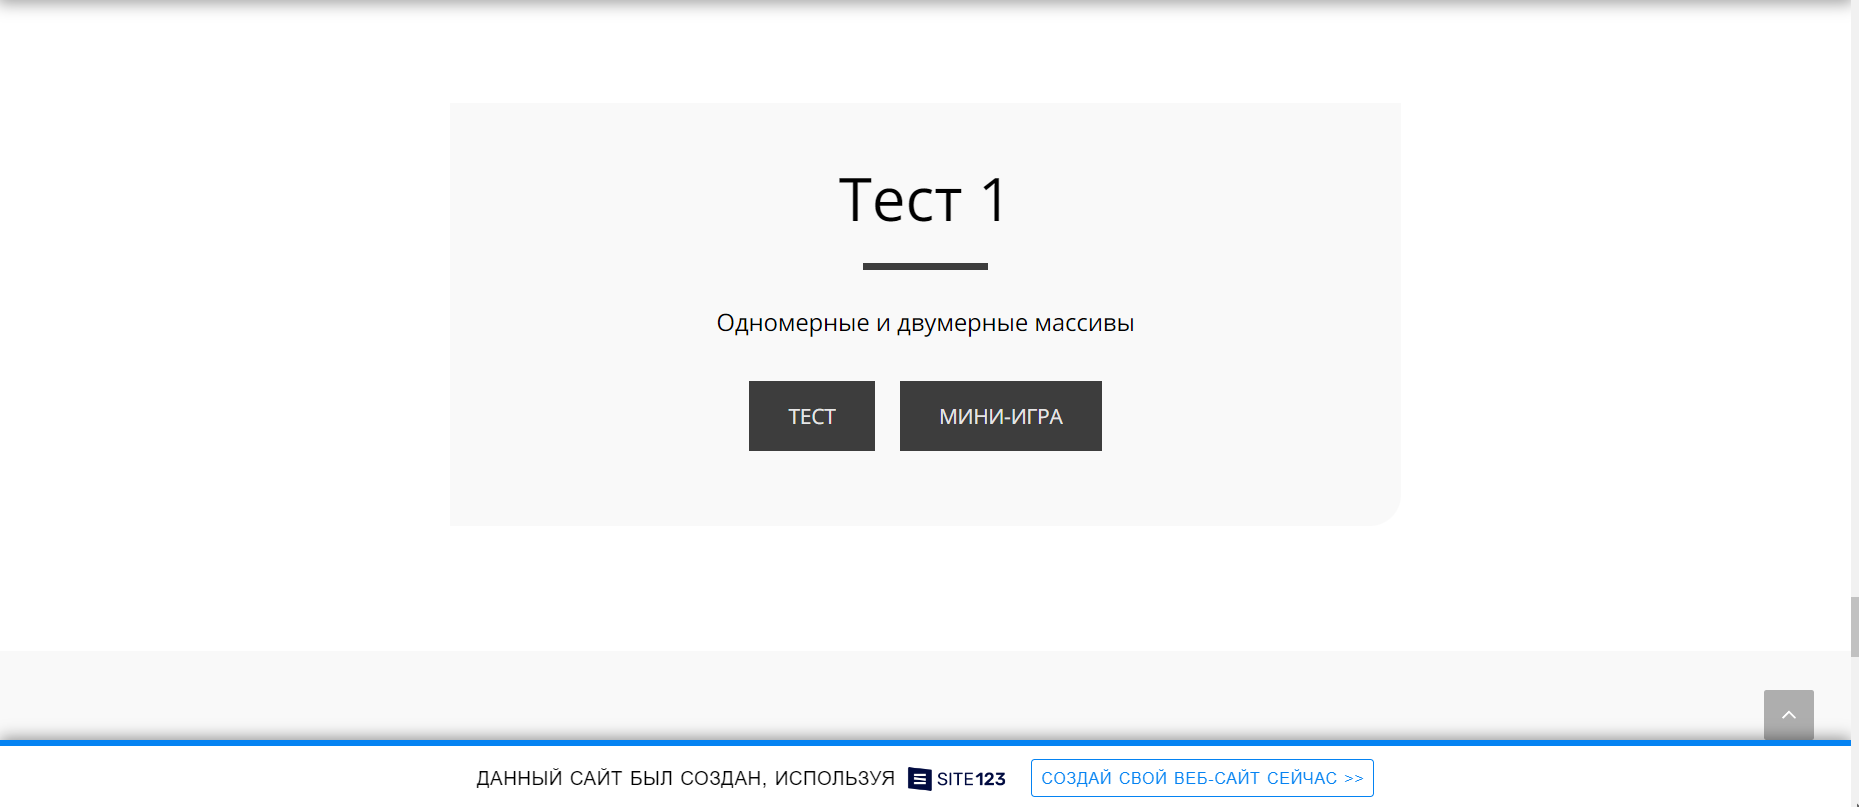 Тест 1
Одномерные и двумерные массивы
ТЕСТ МИНИ-ИГРА
ДАННЫЙ САЙТ БЫЛ СОЗДАН, ИСПОЛЬЗУЯ SITE123 СОЗДАЙ СВОЙ ВЕБ-САЙТ СЕЙЧАС >>